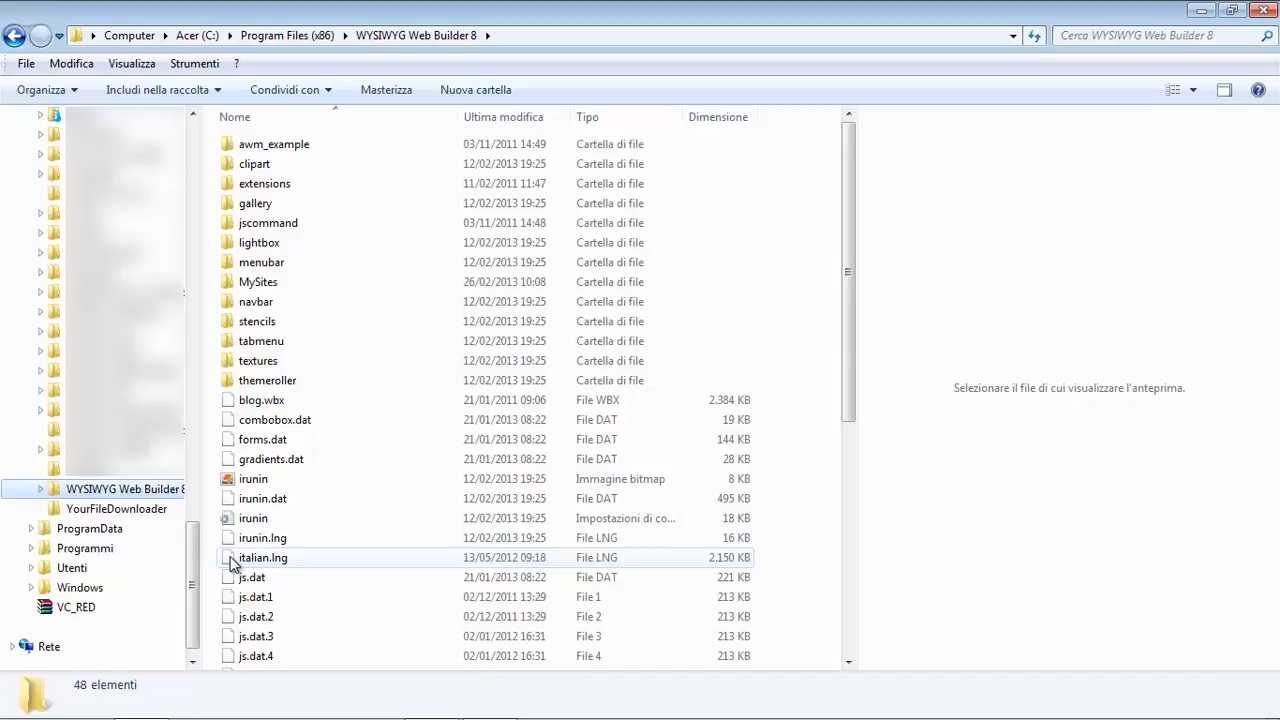 Computer Acer (C:) Program Files (x86) WYSIWYG Web Builder 8 Cerca WYSIWYG Web Builder 8
File Modifica Visualizza Strumenti ?
Organizza Includi nella raccolta Condividi con Masterizza Nuova cartella
Nome Ultima modifica Tipo Dimensione
awm_example 03/11/2011 14:49 Cartella di file
clipart 12/02/2013 19:25 Cartella di file
extensions 11/02/2011 11:47 Cartella di file
gallery 12/02/2013 19:25 Cartella di file
jscommand 03/11/2011 14:48 Cartella di file
lightbox 12/02/2013 19:25 Cartella di file
menubar 12/02/2013 19:25 Cartella di file
MySites 26/02/2013 10:08 Cartella di file
navbar 12/02/2013 19:25 Cartella di file
stencils 12/02/2013 19:25 Cartella di file
tabmenu 12/02/2013 19:25 Cartella di file
textures 12/02/2013 19:25 Cartella di file
themeroller 12/02/2013 19:25 Cartella di file
blog.wbx 21/01/2011 09:06 File WBX 2.384 KB
combobox.dat 21/01/2013 08:22 File DAT 19 KB
forms.dat 21/01/2013 08:22 File DAT 144 KB
gradients.dat 21/01/2013 08:22 File DAT 28 KB
irunin 12/02/2013 19:25 Immagine bitmap 8 KB
irunin.dat 12/02/2013 19:25 File DAT 495 KB
irunin 12/02/2013 19:25 Impostazioni di co... 18 KB
irunin.lng 12/02/2013 19:25 File LNG 16 KB
italian.lng 13/05/2012 09:18 File LNG 2.150 KB
js.dat 21/01/2013 08:22 File DAT 221 KB
js.dat.1 02/12/2011 13:29 File 1 213 KB
js.dat.2 02/12/2011 13:29 File 2 213 KB
js.dat.3 02/01/2012 16:31 File 3 213 KB
js.dat.4 02/01/2012 16:31 File 4 213 KB
WYSIWYG Web Builder 8
YourFileDownloader
ProgramData
Programmi
Utenti
Windows
VC_RED
Rete
Selezionare il file di cui visualizzare l'anteprima.
48 elementi